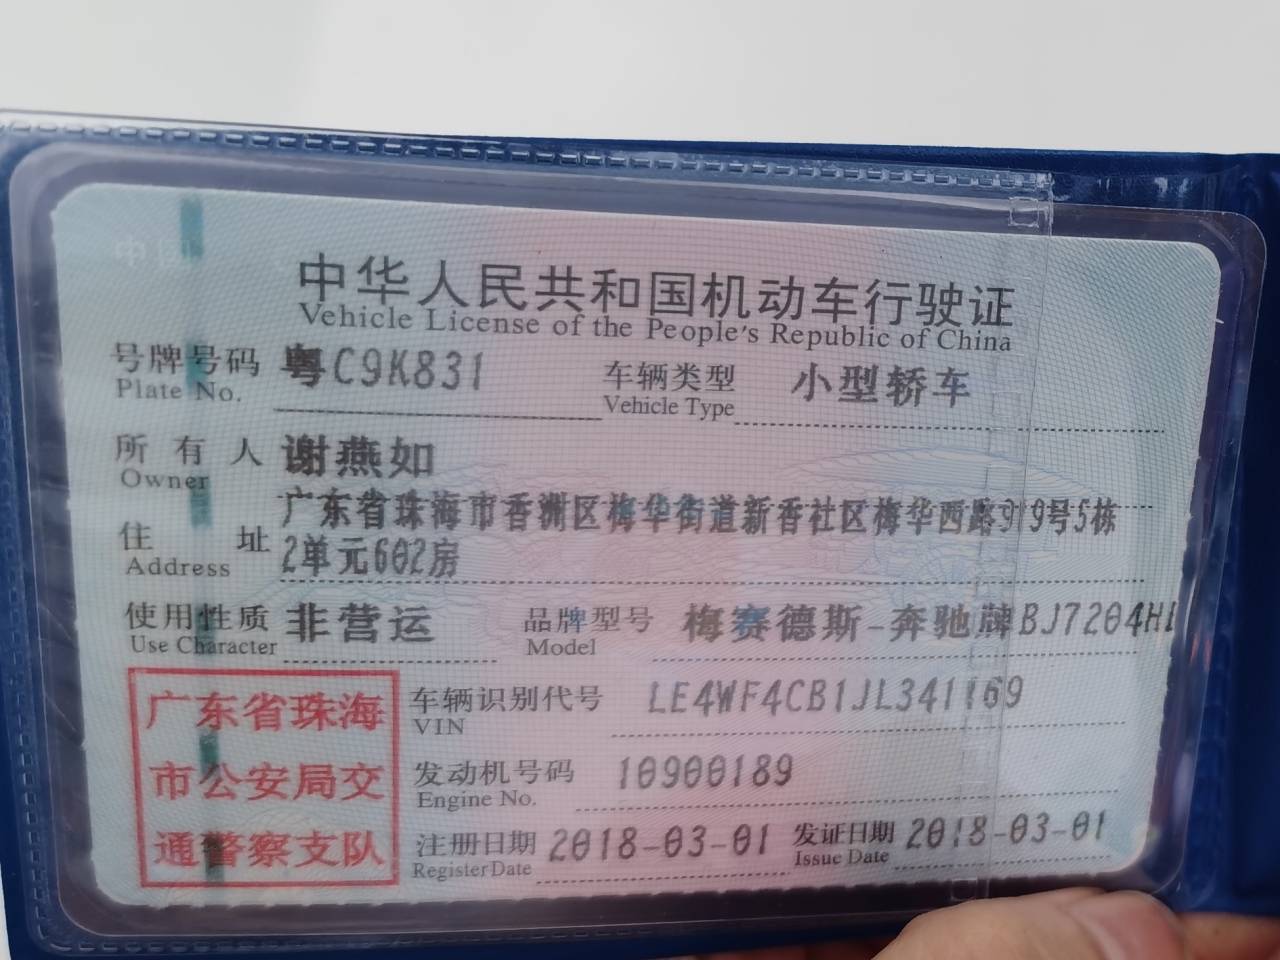 中华人民共和国机动车行驶证
Vehicle License of the People's Republic of China
号牌号码 粤C9K831 车辆类型 小型轿车
Plate No. Vehicle Type
所有人 谢燕如
Owner
广东省珠海市香洲区梅华街道新香社区梅华西路919号5栋
住址 2单元602房
Address
使用性质 非营运 品牌型号 梅赛德斯-奔驰牌BJ7204H
Use Character Model
广东省珠海
市公安局交
通警察支队
车辆识别代号 LE4WF4CB1JL341169
VIN
发动机号码 10900189
Engine No.
注册日期 2018-03-01 发证日期 2018-03-01
Register Date Issue Date